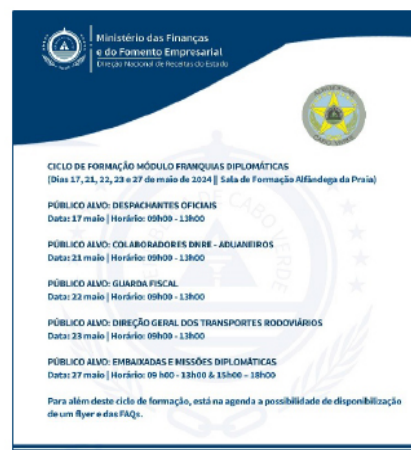 Ministério das Finanças
e do Fomento Empresarial
Direção Nacional de Receitas do Estado
CICLO DE FORMAÇÃO MÓDULO FRANQUIAS DIPLOMÁTICAS
(Dias 17, 21, 22, 23 e 27 de maio de 2024 || Sala de Formação Alfândega da Praia)
PÚBLICO ALVO: DESPACHANTES OFICIAIS
Data: 17 maio | Horário: 09h00 - 13h00
PÚBLICO ALVO: COLABORADORES DNRE - ADUANEIROS
Data: 21 maio | Horário: 09h00 - 13h00
PÚBLICO ALVO: GUARDA FISCAL
Data: 22 maio | Horário: 09h00 - 13h00
PÚBLICO ALVO: DIREÇÃO GERAL DOS TRANSPORTES RODOVIÁRIOS
Data: 23 maio | Horário: 09h00 - 13h00
PÚBLICO ALVO: EMBAIXADAS E MISSÕES DIPLOMÁTICAS
Data: 27 maio | Horário: 09 h00 - 13h00 & 15h00 – 18h00
Para além deste ciclo de formação, está na agenda a possibilidade de disponibilização
de um flyer e das FAQs.